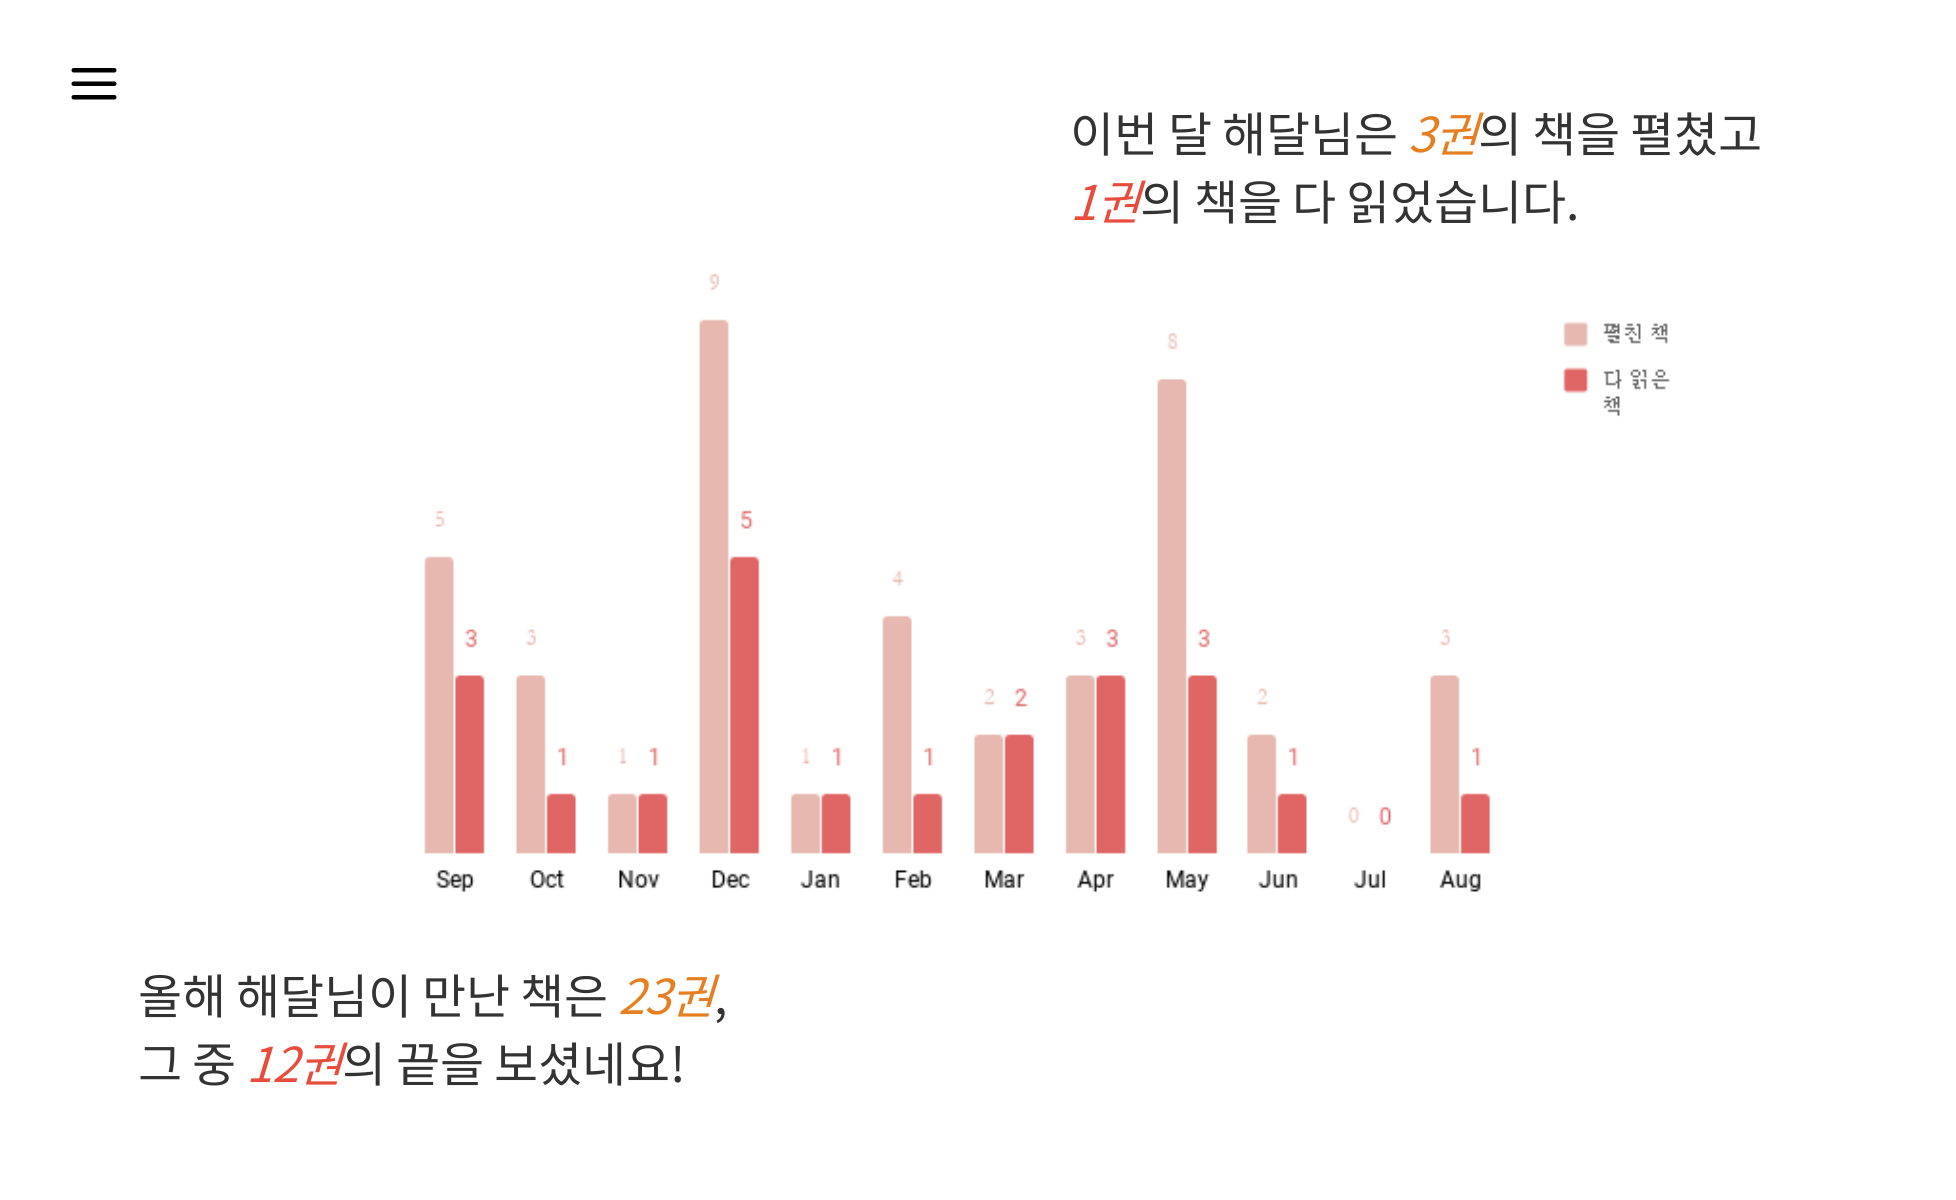 이번 달 해달님은 3권의 책을 펼쳤고
1권의 책을 다 읽었습니다.
9
8
펼친 책
다 읽은
책
5
5
4
3
3
3
3
3
3
2
2
2
1
1
1
1
1
1
1
1
0
0
Sep
Oct
Nov
Dec
Jan
Feb
Mar
Apr
May
Jun
Jul
Aug
올해 해달님이 만난 책은 23권,
그 중 12권의 끝을 보셨네요!